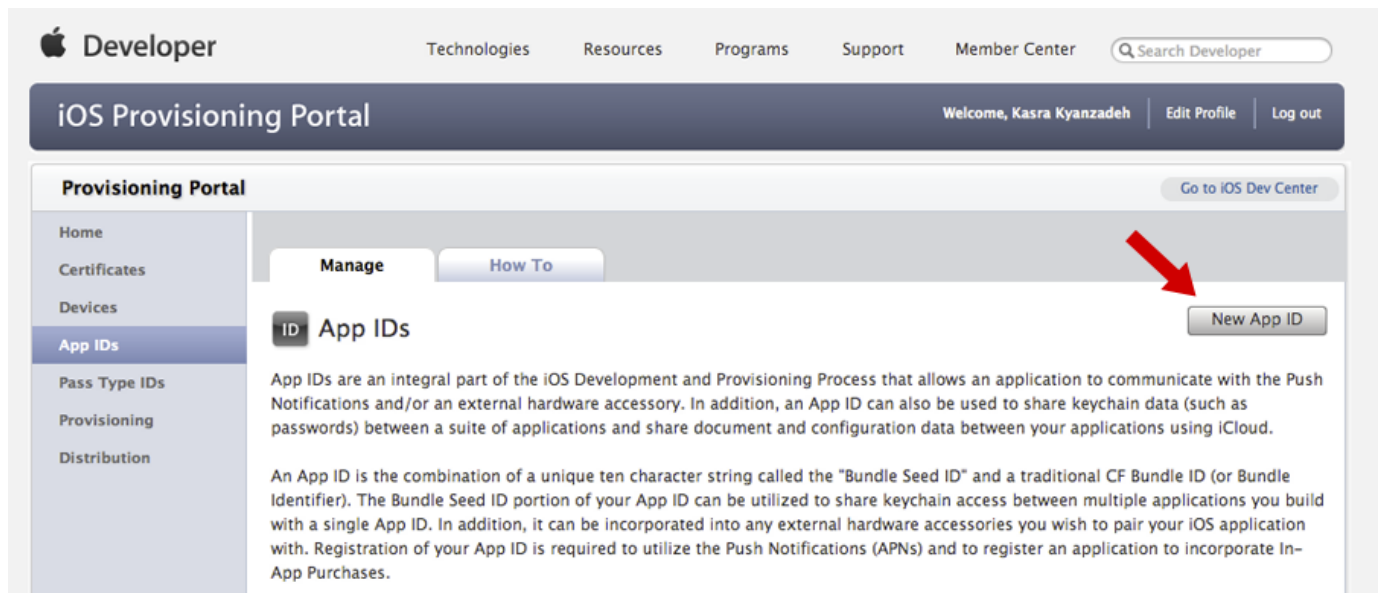 Developer
Technologies
Resources
Programs
Support
Member Center
Search Developer
iOS Provisioning Portal
Welcome, Kasra Kyanzadeh
Edit Profile
Log out
Provisioning Portal
Go to iOS Dev Center
Home
Certificates
Devices
App IDs
Pass Type IDs
Provisioning
Distribution
Manage
How To
ID
App IDs
New App ID
App IDs are an integral part of the iOS Development and Provisioning Process that allows an application to communicate with the Push
Notifications and/or an external hardware accessory. In addition, an App ID can also be used to share keychain data (such as
passwords) between a suite of applications and share document and configuration data between your applications using iCloud.
An App ID is the combination of a unique ten character string called the "Bundle Seed ID" and a traditional CF Bundle ID (or Bundle
Identifier). The Bundle Seed ID portion of your App ID can be utilized to share keychain access between multiple applications you build
with a single App ID. In addition, it can be incorporated into any external hardware accessories you wish to pair your iOS application
with. Registration of your App ID is required to utilize the Push Notifications (APNs) and to register an application to incorporate In-
App Purchases.